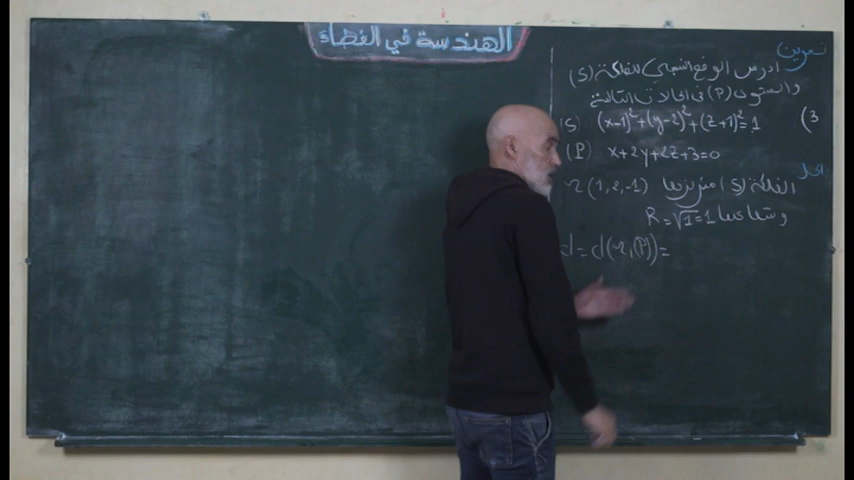 الهندسة في الفضاء
تمرين
ادرس الوضع النسبي للفلكة (S)
والمستوى (P) في الحالات التالية
3)
(S) (x-1)²+(y-2)²+(z+1)²=1
(P) x+2y+2z+3=0
الحل
الفلكة (S) مركزها Ω(1,2,-1)
وشعاعها R=√1=1
d=d(Ω,(P))=